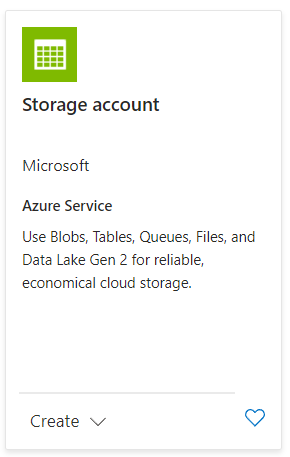 Storage account
Microsoft
Azure Service
Use Blobs, Tables, Queues, Files, and
Data Lake Gen 2 for reliable,
economical cloud storage.
Create